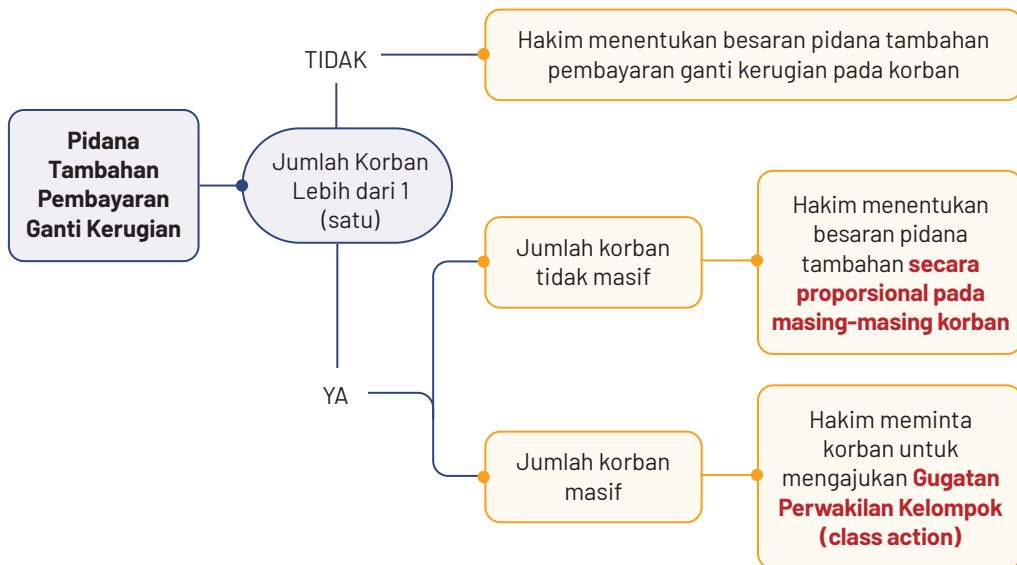 Pidana
Tambahan
Pembayaran
Ganti Kerugian
Jumlah Korban
Lebih dari 1
(satu)
TIDAK
Hakim menentukan besaran pidana tambahan
pembayaran ganti kerugian pada korban
YA
Jumlah korban
tidak masif
Hakim menentukan
besaran pidana
tambahan secara
proporsional pada
masing-masing korban
Jumlah korban
masif
Hakim meminta
korban untuk
mengajukan Gugatan
Perwakilan Kelompok
(class action)